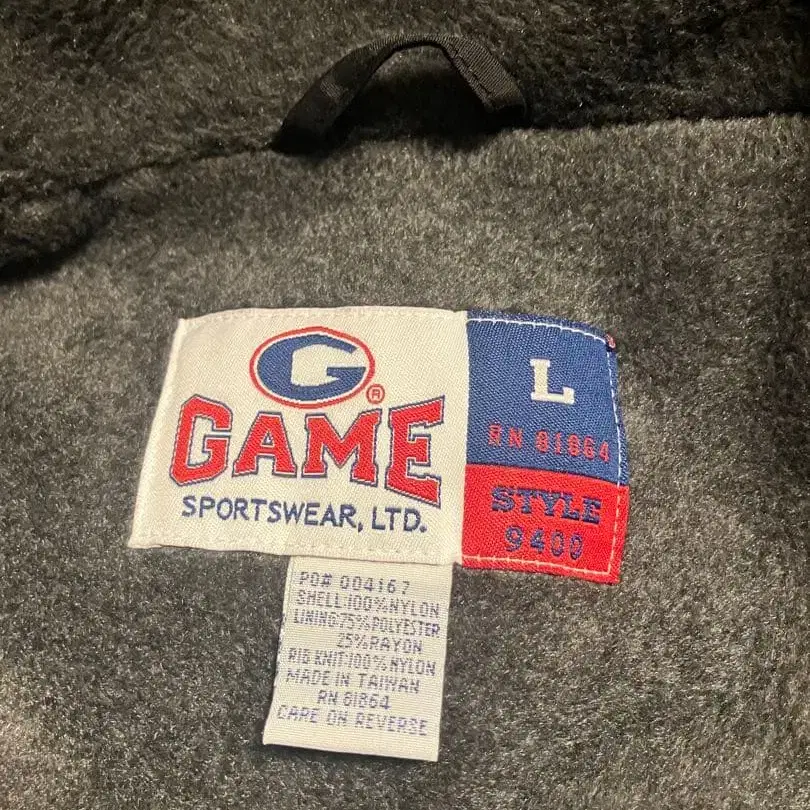 G®
GAME
SPORTSWEAR, LTD.
L
RN 81864
STYLE
9400
PO# 004167
SHELL:100%NYLON
LINING:75%POLYESTER
25%RAYON
RIB KNIT:100%NYLON
MADE IN TAIWAN
RN 81864
CARE ON REVERSE